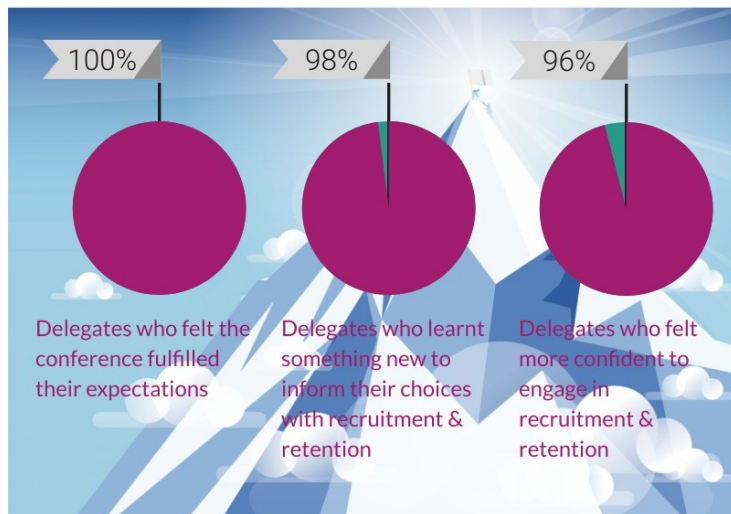 100%
98%
96%
Delegates who felt the
conference fulfilled
their expectations
Delegates who learnt
something new to
inform their choices
with recruitment &
retention
Delegates who felt
more confident to
engage in
recruitment &
retention